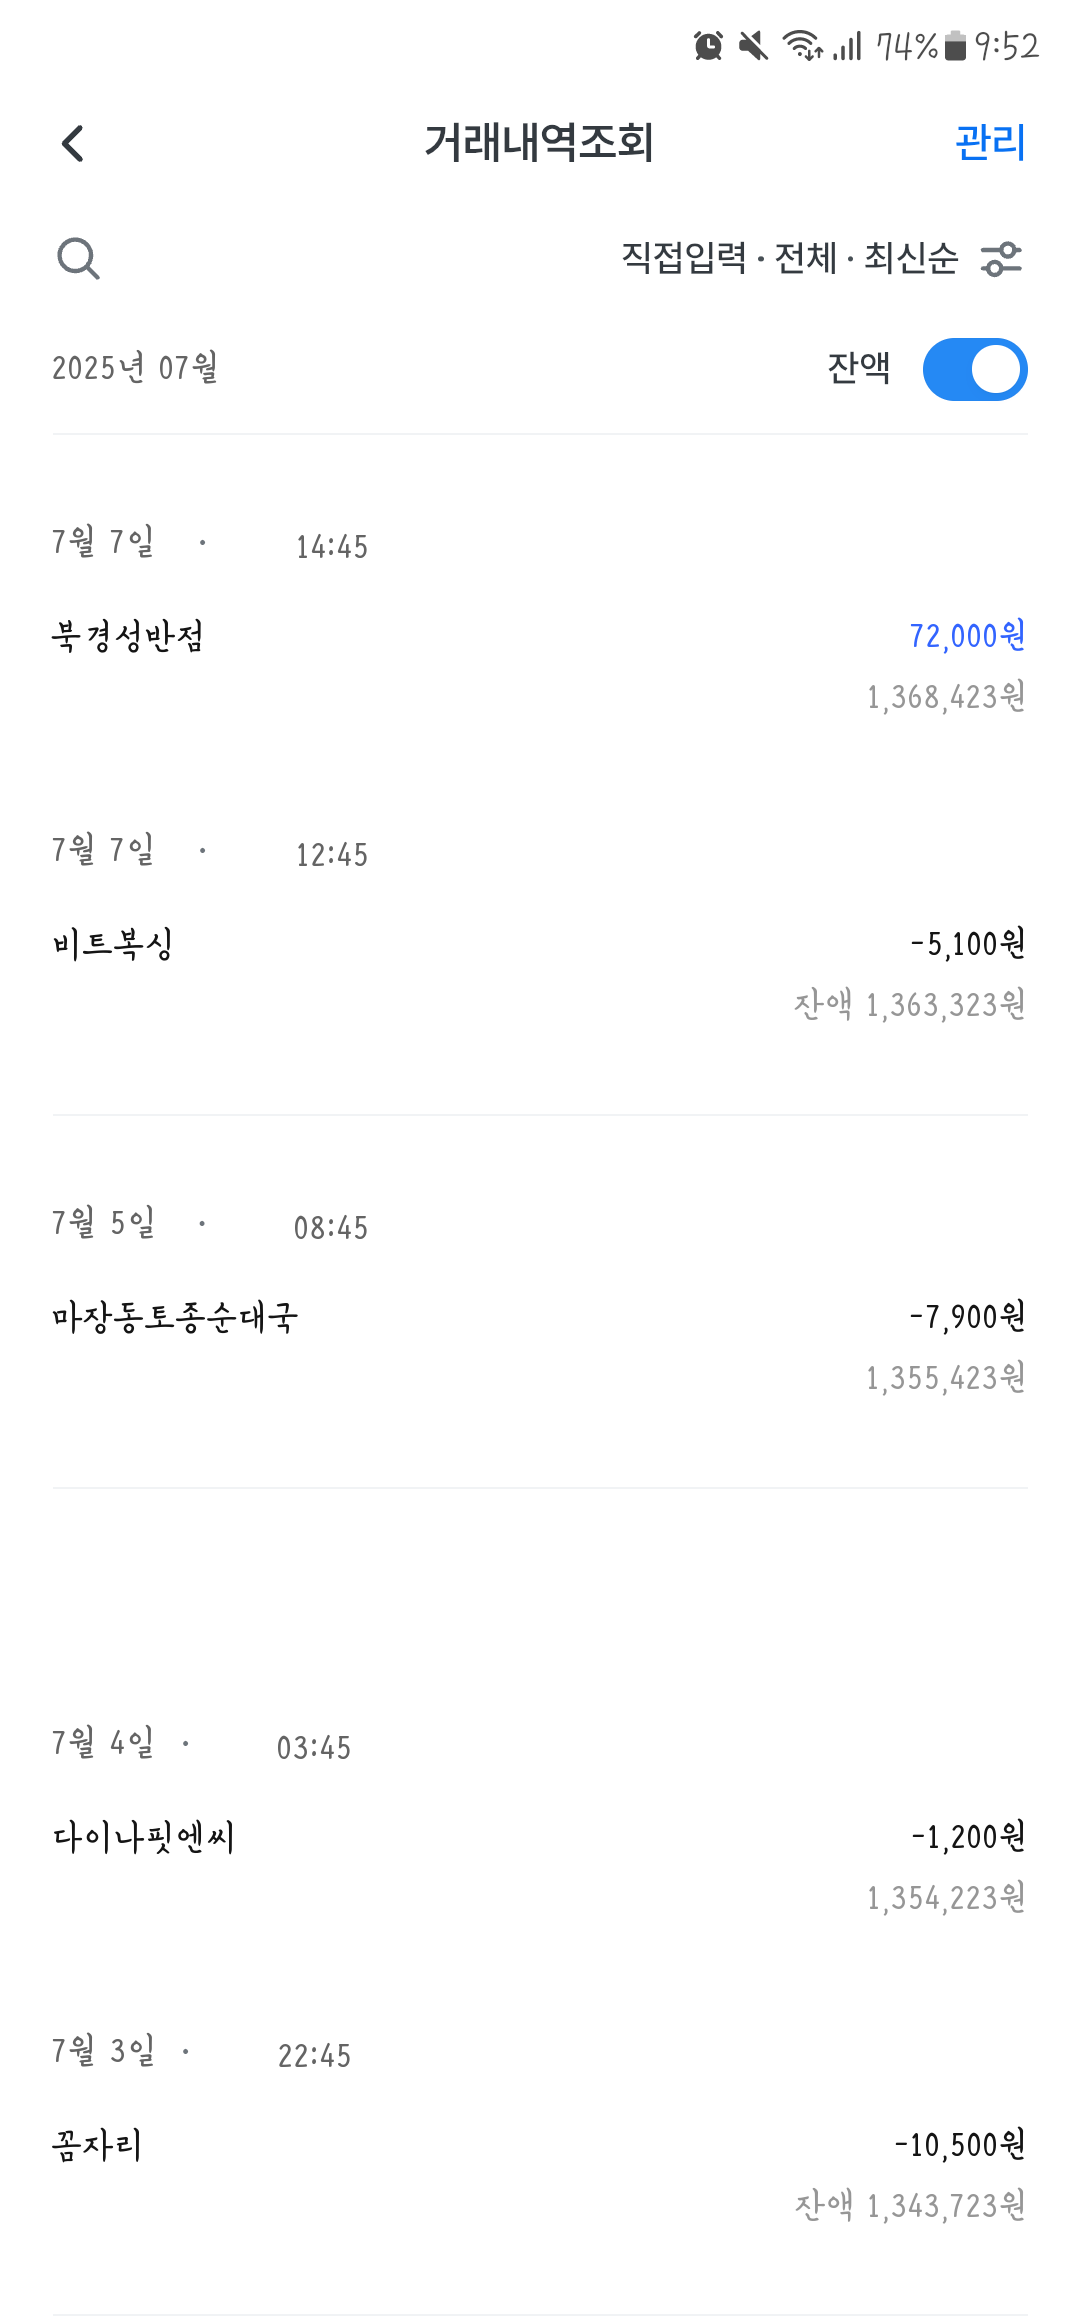 74% 9:52
거래내역조회 관리
직접입력 · 전체 · 최신순
2025년 07월 잔액
7월 7일 · 14:45
북경성반점 72,000원
1,368,423원
7월 7일 · 12:45
비트복싱 -5,100원
잔액 1,363,323원
7월 5일 · 08:45
마장동토종순대국 -7,900원
1,355,423원
7월 4일 · 03:45
다이나핏엔씨 -1,200원
1,354,223원
7월 3일 · 22:45
꼼자리 -10,500원
잔액 1,343,723원